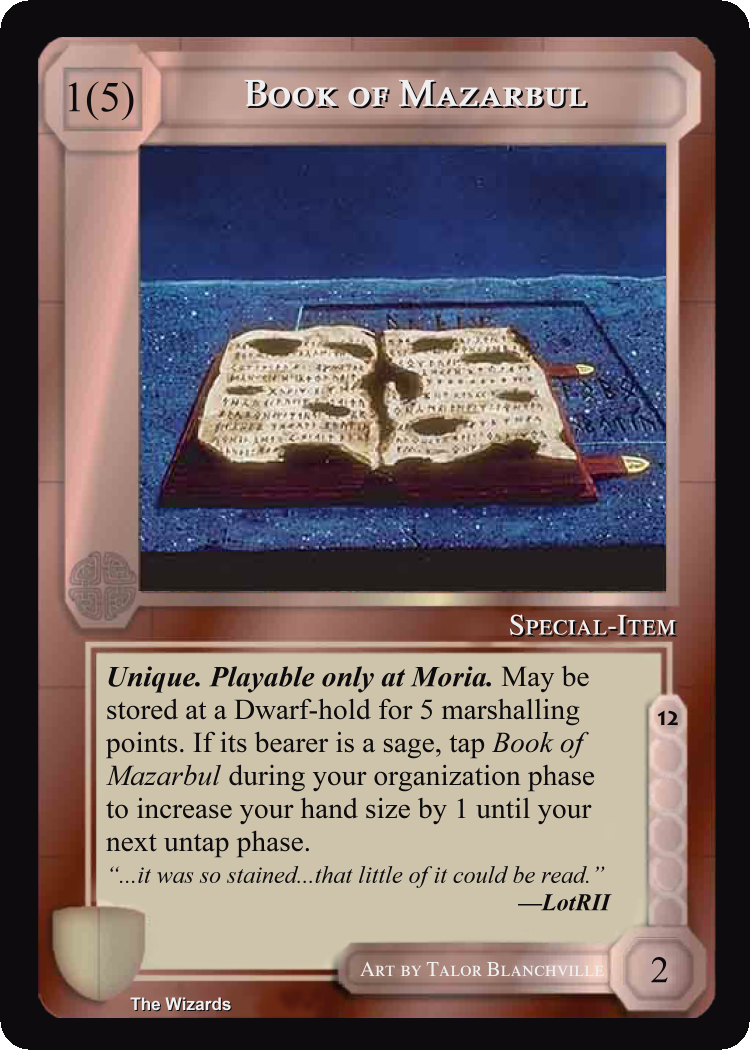 1(5)
Book of Mazarbul
Special-Item
Unique. Playable only at Moria. May be
stored at a Dwarf-hold for 5 marshalling
points. If its bearer is a sage, tap Book of
Mazarbul during your organization phase
to increase your hand size by 1 until your
next untap phase.
“...it was so stained...that little of it could be read.”
—LotRII
12
Art by Talor Blanchville
2
The Wizards